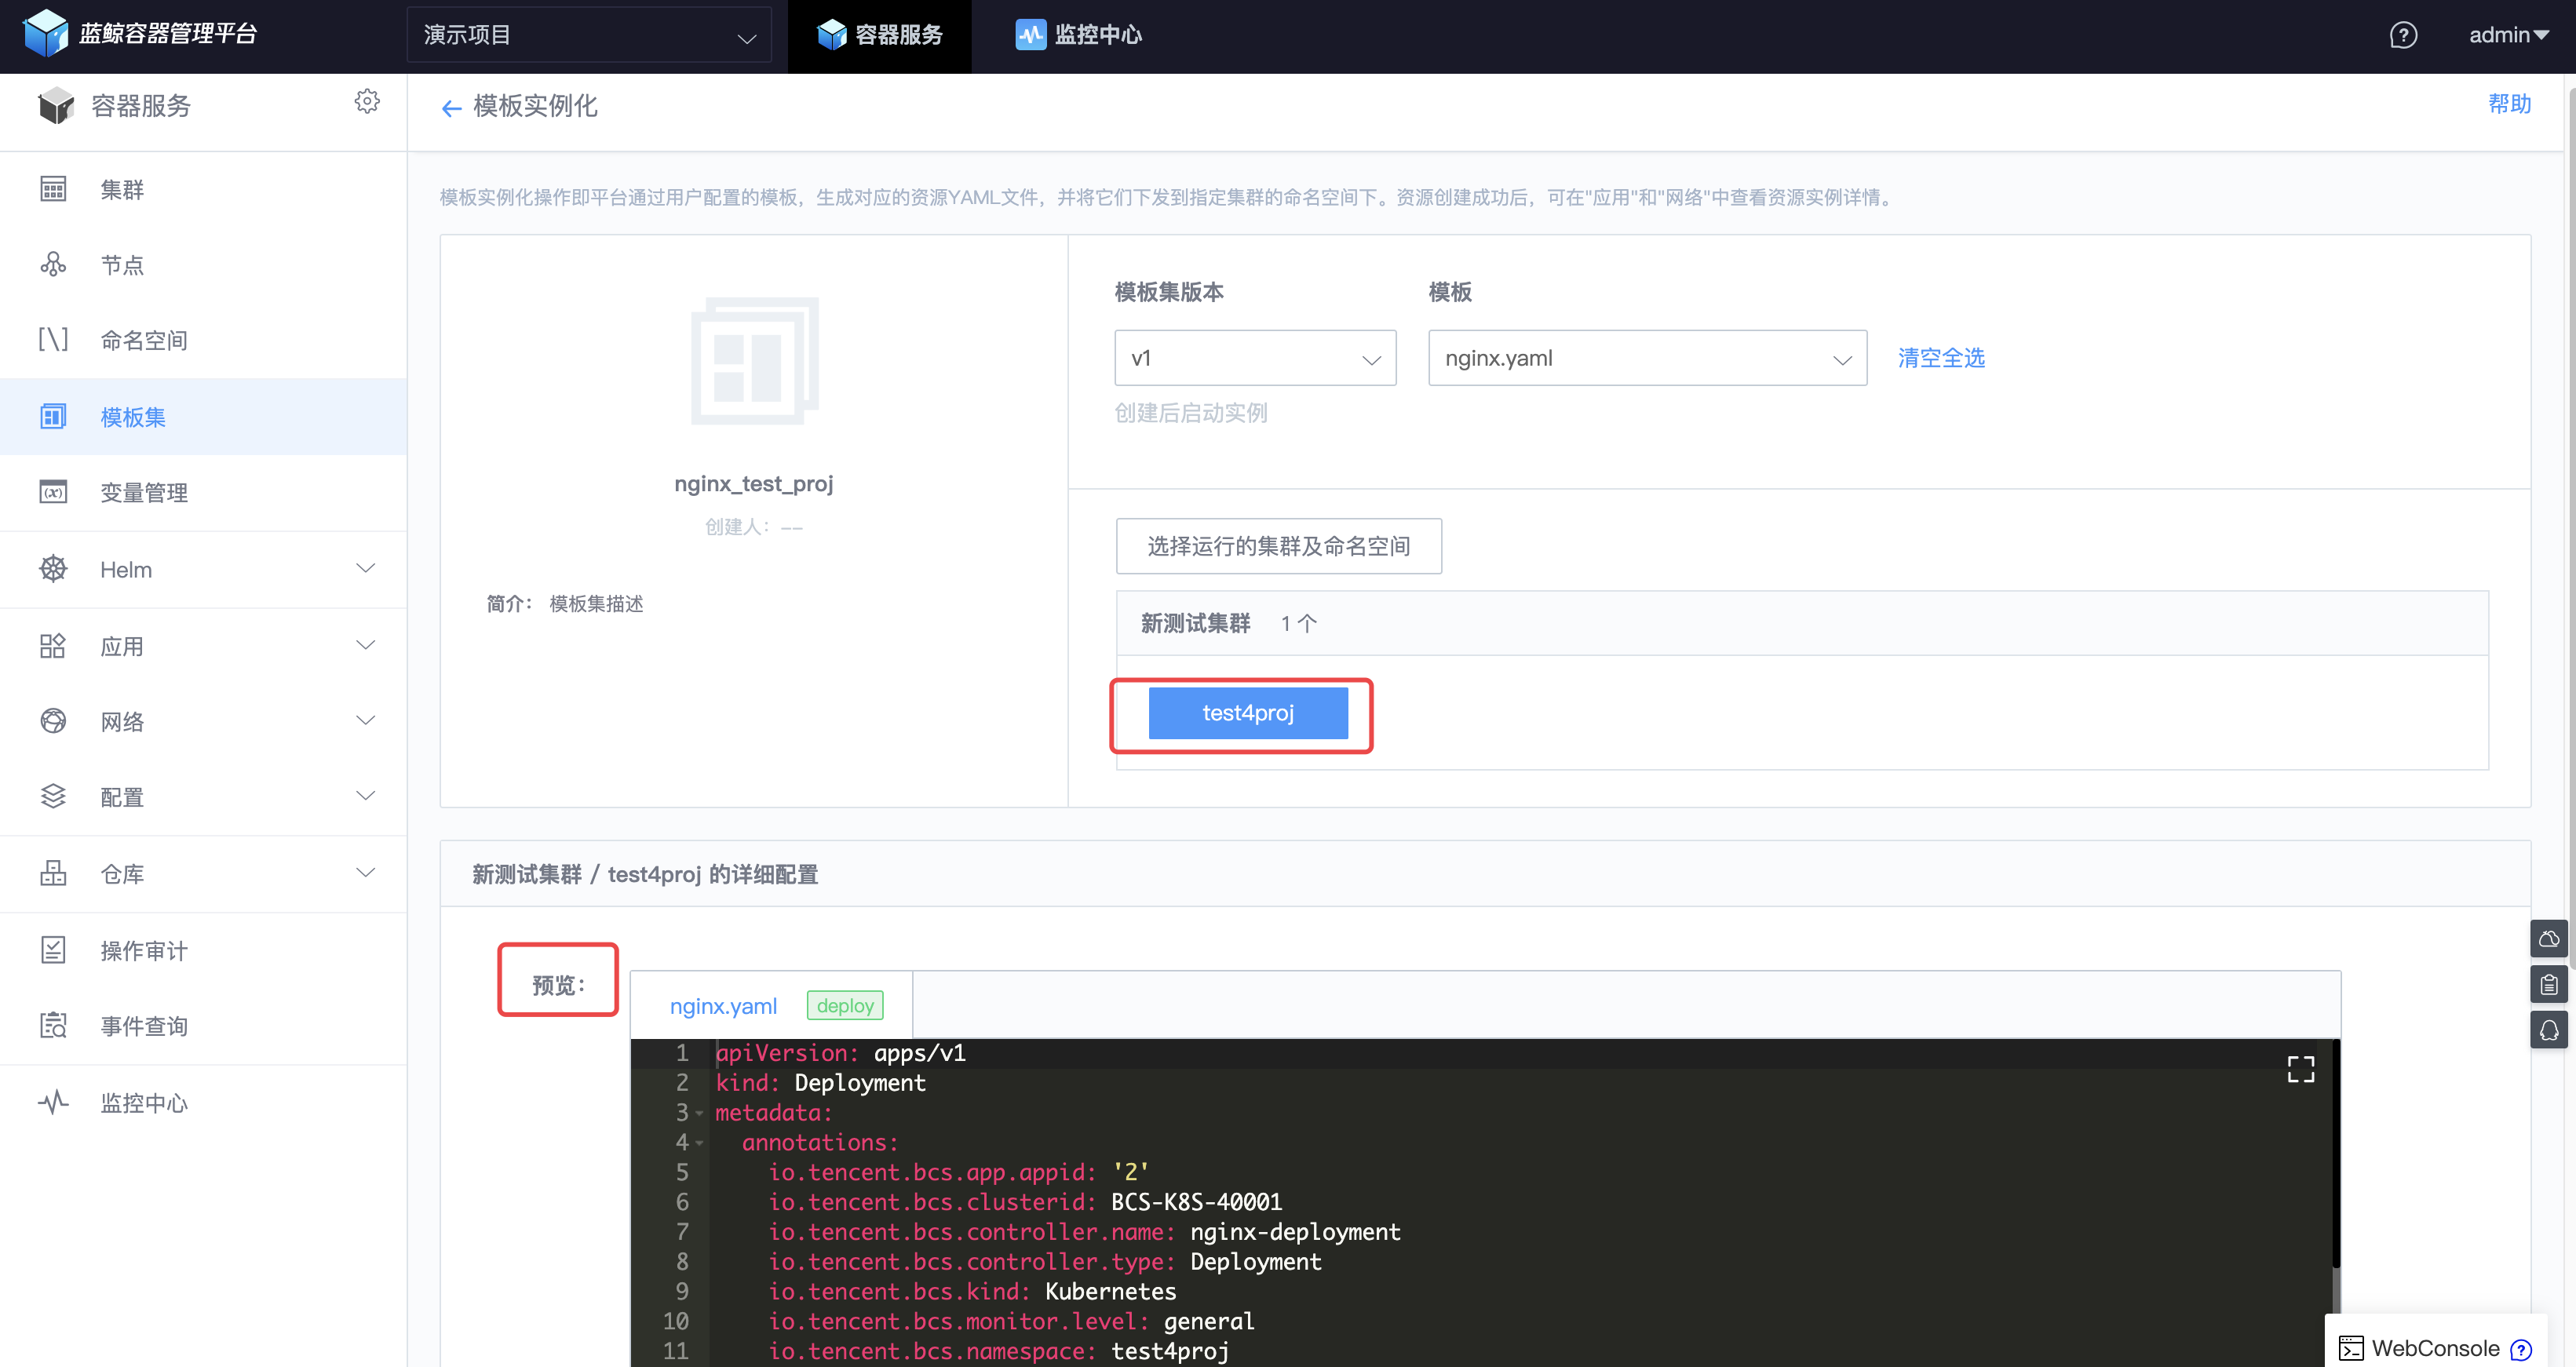 蓝鲸容器管理平台
演示项目
容器服务
监控中心
admin
容器服务
模板实例化
帮助
集群
节点
命名空间
模板集
变量管理
Helm
应用
网络
配置
仓库
操作审计
事件查询
监控中心
模板实例化操作即平台通过用户配置的模板，生成对应的资源YAML文件，并将它们下发到指定集群的命名空间下。资源创建成功后，可在"应用"和"网络"中查看资源实例详情。
nginx_test_proj
创建人： --
简介： 模板集描述
模板集版本
模板
v1
nginx.yaml
清空全选
创建后启动实例
选择运行的集群及命名空间
新测试集群 1 个
test4proj
新测试集群 / test4proj 的详细配置
预览：
nginx.yaml deploy
1 apiVersion: apps/v1
2 kind: Deployment
3 metadata:
4 annotations:
5 io.tencent.bcs.app.appid: '2'
6 io.tencent.bcs.clusterid: BCS-K8S-40001
7 io.tencent.bcs.controller.name: nginx-deployment
8 io.tencent.bcs.controller.type: Deployment
9 io.tencent.bcs.kind: Kubernetes
10 io.tencent.bcs.monitor.level: general
11 io.tencent.bcs.namespace: test4proj
WebConsole